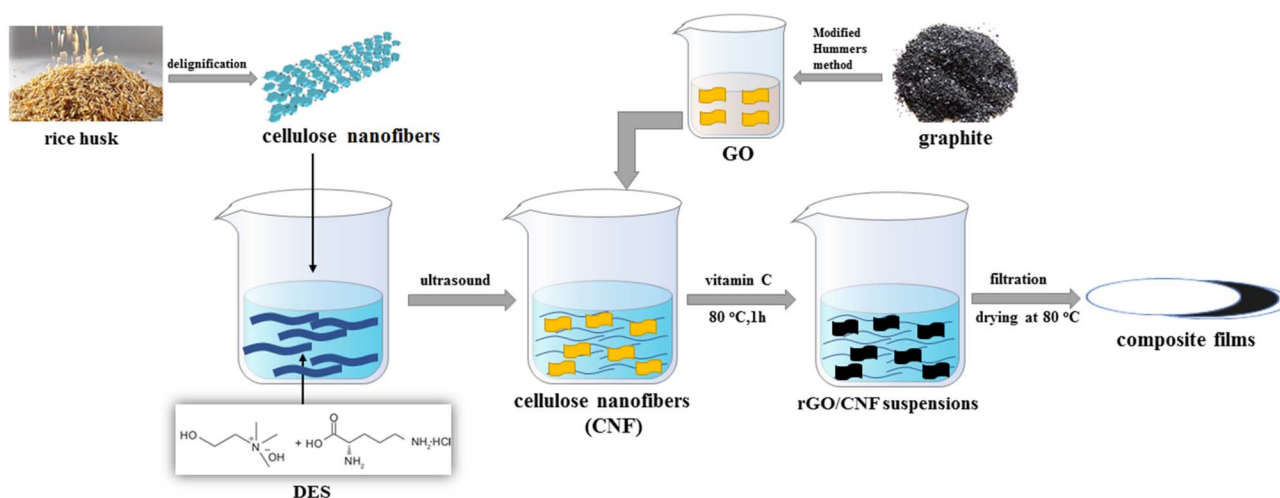 rice husk
delignification
cellulose nanofibers
GO
Modified
Hummers
method
graphite
ultrasound
cellulose nanofibers
(CNF)
vitamin C
80 °C,1h
rGO/CNF suspensions
filtration
drying at 80 °C
composite films
HO
N
+
-
OH
+
O
HO
NH₂
NH₂·HCl
DES